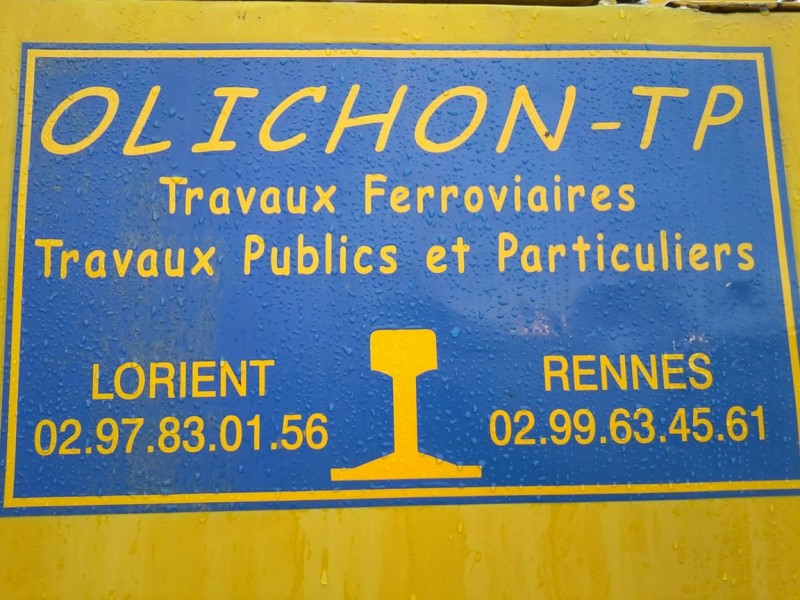 OLICHON-TP
Travaux Ferroviaires
Travaux Publics et Particuliers
LORIENT
02.97.83.01.56
RENNES
02.99.63.45.61